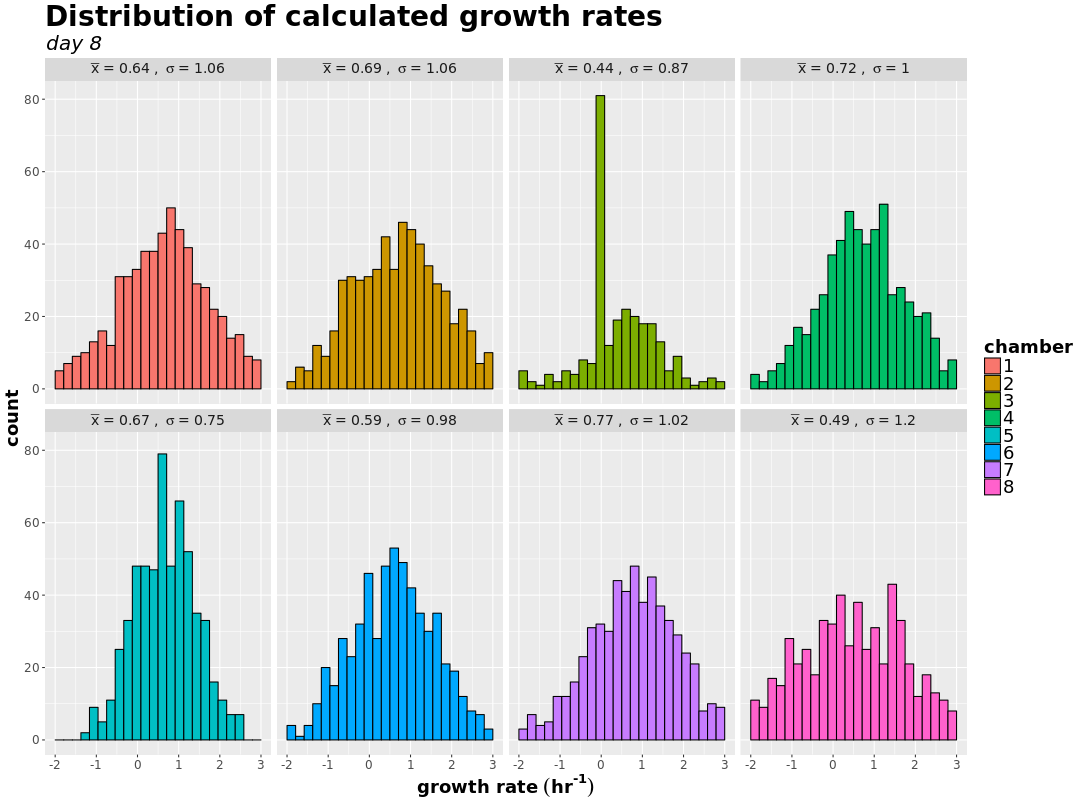 Distribution of calculated growth rates
day 8
x̅ = 0.64 , σ = 1.06
x̅ = 0.69 , σ = 1.06
x̅ = 0.44 , σ = 0.87
x̅ = 0.72 , σ = 1
80
60
40
20
0
x̅ = 0.67 , σ = 0.75
x̅ = 0.59 , σ = 0.98
x̅ = 0.77 , σ = 1.02
x̅ = 0.49 , σ = 1.2
80
60
40
20
0
-2 -1 0 1 2 3
-2 -1 0 1 2 3
-2 -1 0 1 2 3
-2 -1 0 1 2 3
count
growth rate (hr⁻¹)
chamber
1
2
3
4
5
6
7
8